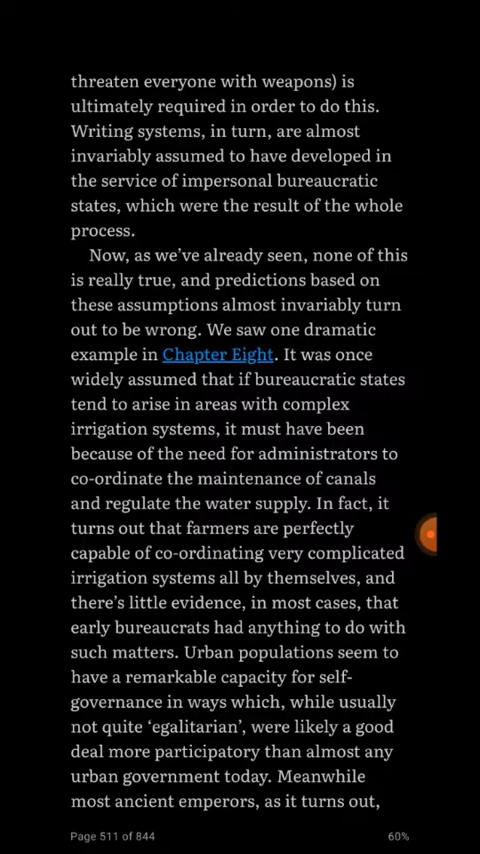 threaten everyone with weapons) is
ultimately required in order to do this.
Writing systems, in turn, are almost
invariably assumed to have developed in
the service of impersonal bureaucratic
states, which were the result of the whole
process.
Now, as we’ve already seen, none of this
is really true, and predictions based on
these assumptions almost invariably turn
out to be wrong. We saw one dramatic
example in Chapter Eight. It was once
widely assumed that if bureaucratic states
tend to arise in areas with complex
irrigation systems, it must have been
because of the need for administrators to
co-ordinate the maintenance of canals
and regulate the water supply. In fact, it
turns out that farmers are perfectly
capable of co-ordinating very complicated
irrigation systems all by themselves, and
there’s little evidence, in most cases, that
early bureaucrats had anything to do with
such matters. Urban populations seem to
have a remarkable capacity for self-
governance in ways which, while usually
not quite ‘egalitarian’, were likely a good
deal more participatory than almost any
urban government today. Meanwhile
most ancient emperors, as it turns out,
Page 511 of 844
60%